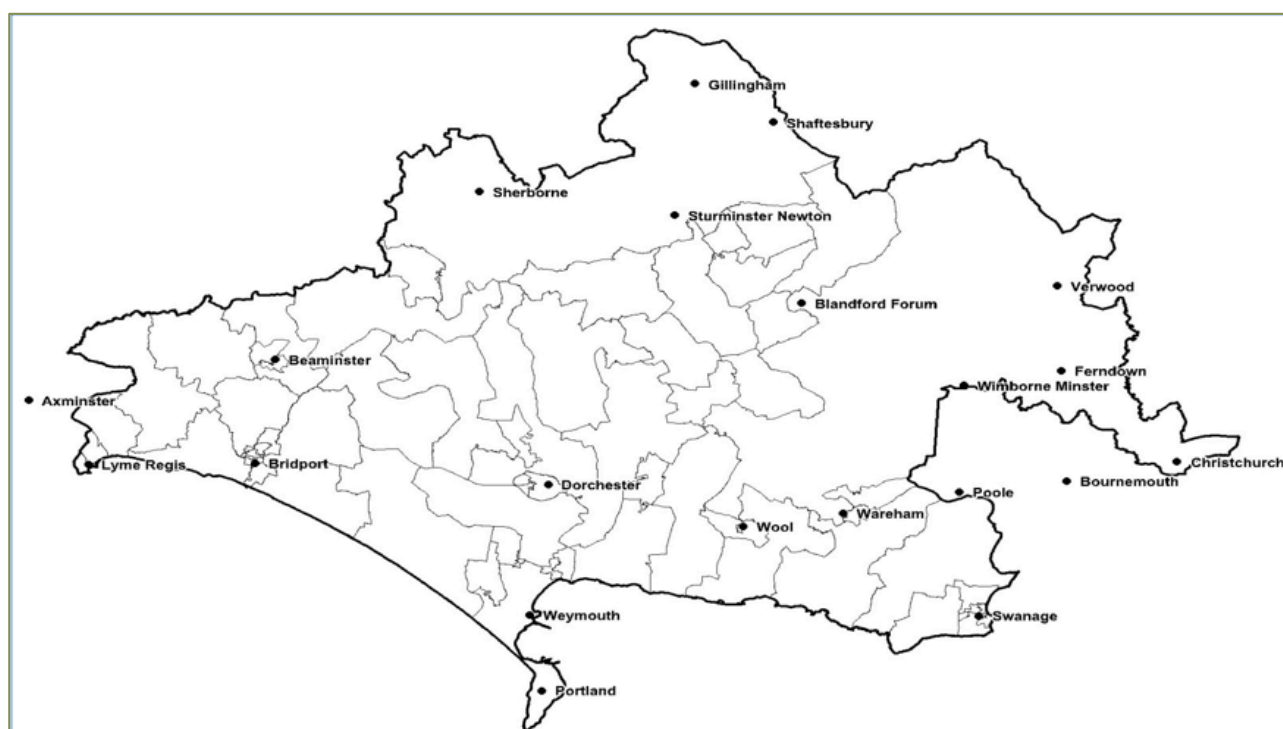 Gillingham
Shaftesbury
Sherborne
Sturminster Newton
Verwood
Blandford Forum
Beaminster
Ferndown
Wimborne Minster
Axminster
Christchurch
Lyme Regis
Bridport
Bournemouth
Dorchester
Poole
Wareham
Wool
Weymouth
Swanage
Portland